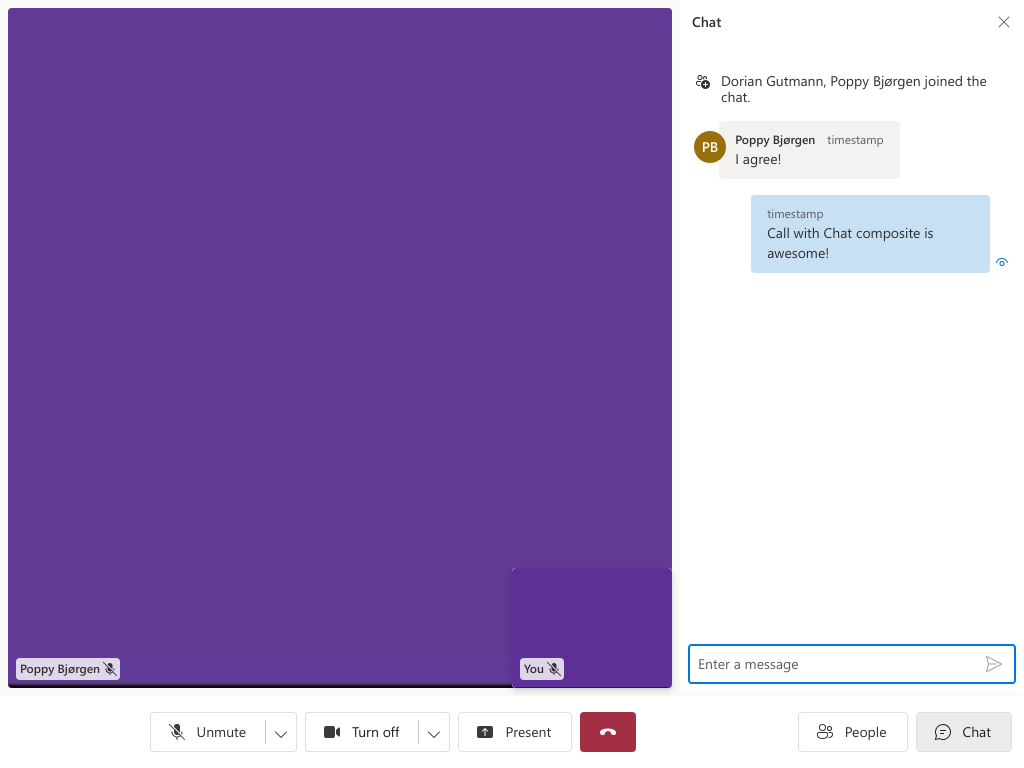 Chat
Dorian Gutmann, Poppy Bjørgen joined the
chat.
PB
Poppy Bjørgen timestamp
I agree!
timestamp
Call with Chat composite is
awesome!
Poppy Bjørgen
You
Enter a message
Unmute
Turn off
Present
People
Chat